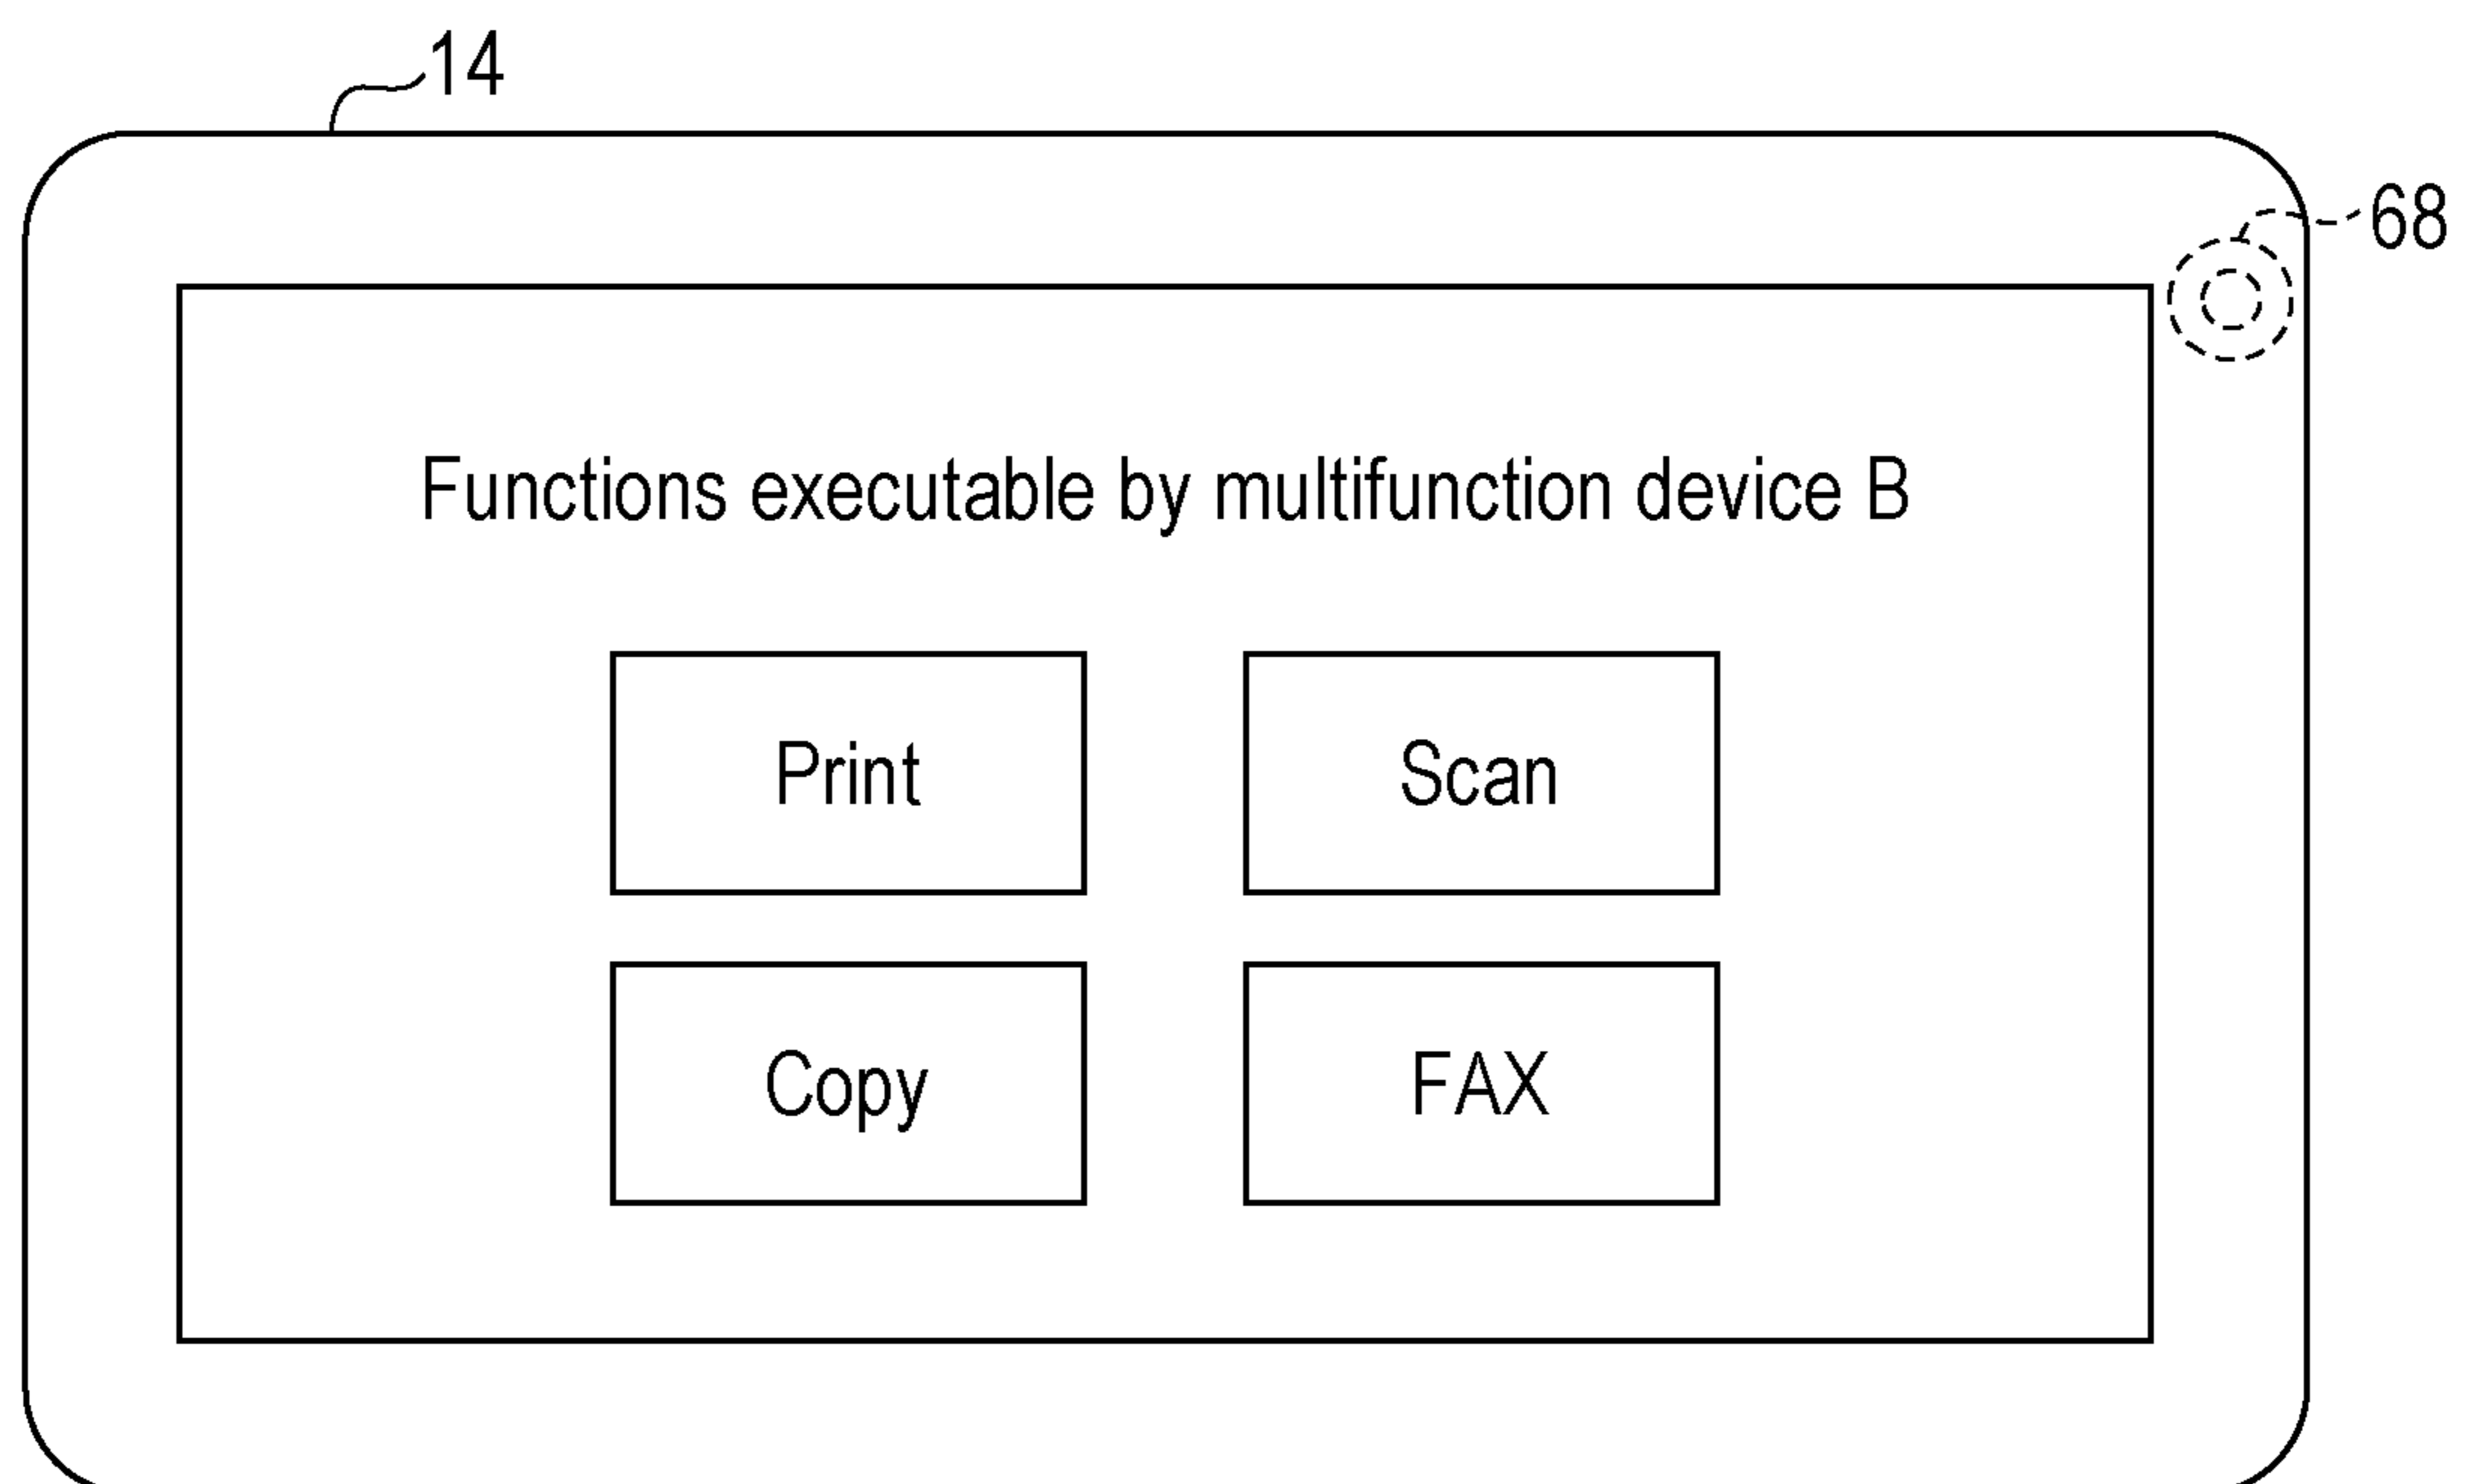 14
68
Functions executable by multifunction device B
Print
Scan
Copy
FAX